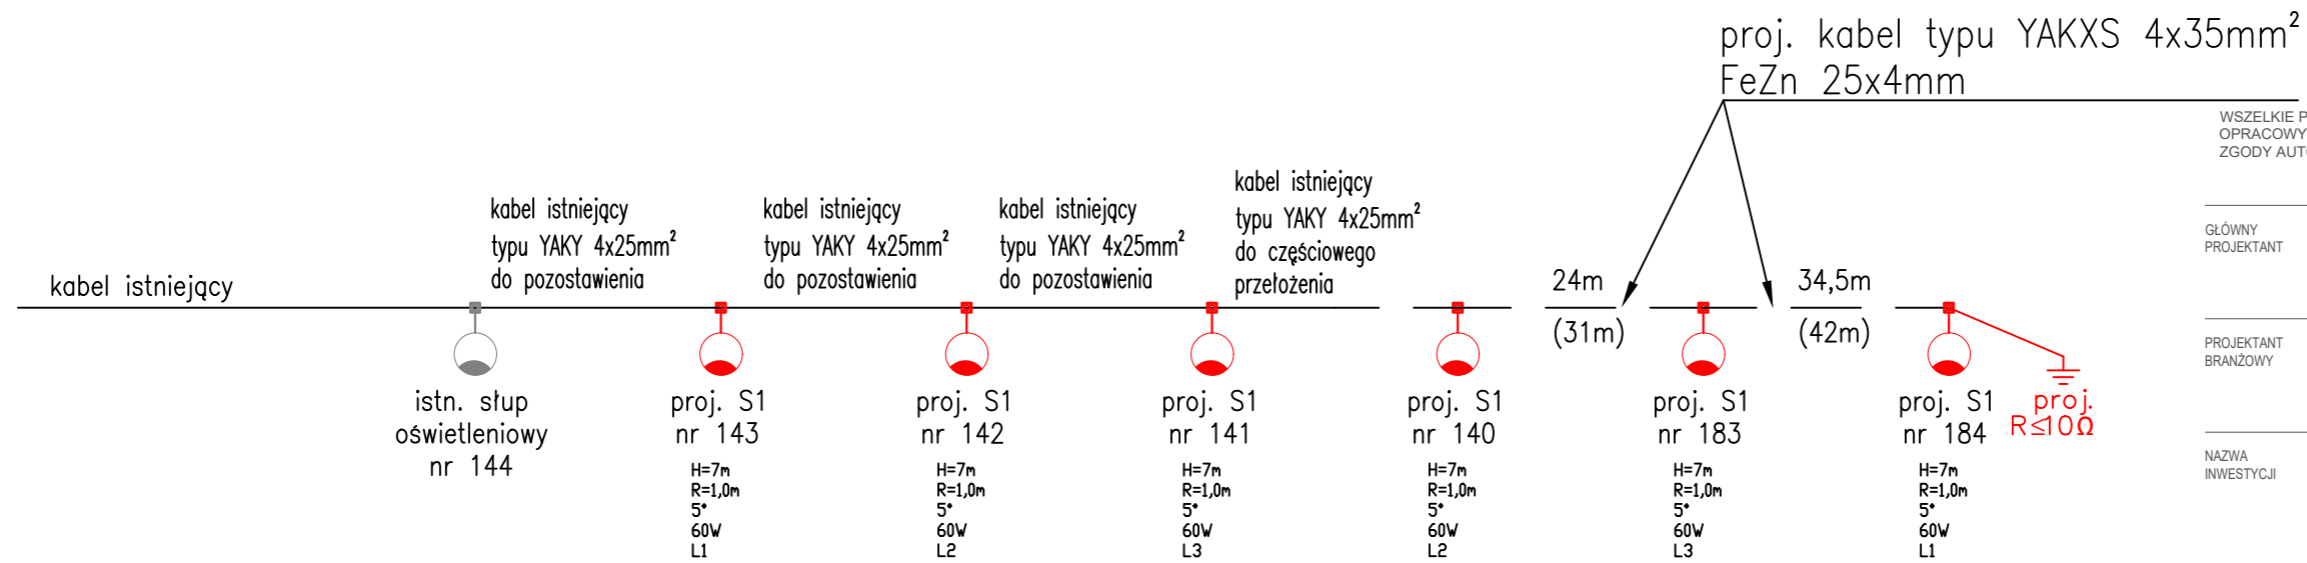 proj. kabel typu YAKXS 4x35mm²
FeZn 25x4mm
WSZELKIE P
OPRACOWY
ZGODY AUT
GŁÓWNY
PROJEKTANT
PROJEKTANT
BRANŻOWY
NAZWA
INWESTYCJI
kabel istniejący
kabel istniejący
typu YAKY 4x25mm²
do pozostawienia
kabel istniejący
typu YAKY 4x25mm²
do pozostawienia
kabel istniejący
typu YAKY 4x25mm²
do pozostawienia
kabel istniejący
typu YAKY 4x25mm²
do częściowego
przełożenia
24m
(31m)
34,5m
(42m)
istn. słup
oświetleniowy
nr 144
proj. S1
nr 143
H=7m
R=1,0m
5°
60W
L1
proj. S1
nr 142
H=7m
R=1,0m
5°
60W
L2
proj. S1
nr 141
H=7m
R=1,0m
5°
60W
L3
proj. S1
nr 140
H=7m
R=1,0m
5°
60W
L2
proj. S1
nr 183
H=7m
R=1,0m
5°
60W
L3
proj. S1
nr 184
H=7m
R=1,0m
5°
60W
L1
proj.
R≤10Ω